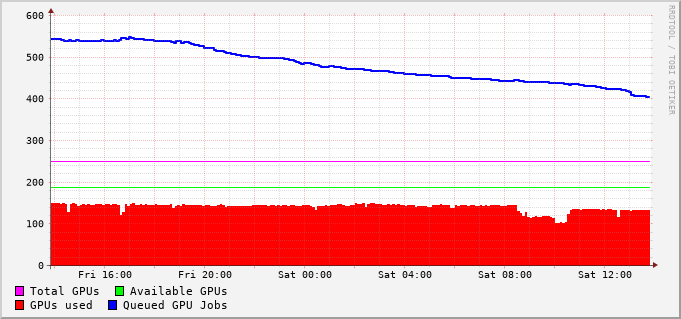 RRDTOOL / TOBI OETIKER
600
500
400
300
200
100
0
Fri 16:00 Fri 20:00 Sat 00:00 Sat 04:00 Sat 08:00 Sat 12:00
Total GPUs Available GPUs
GPUs used Queued GPU Jobs